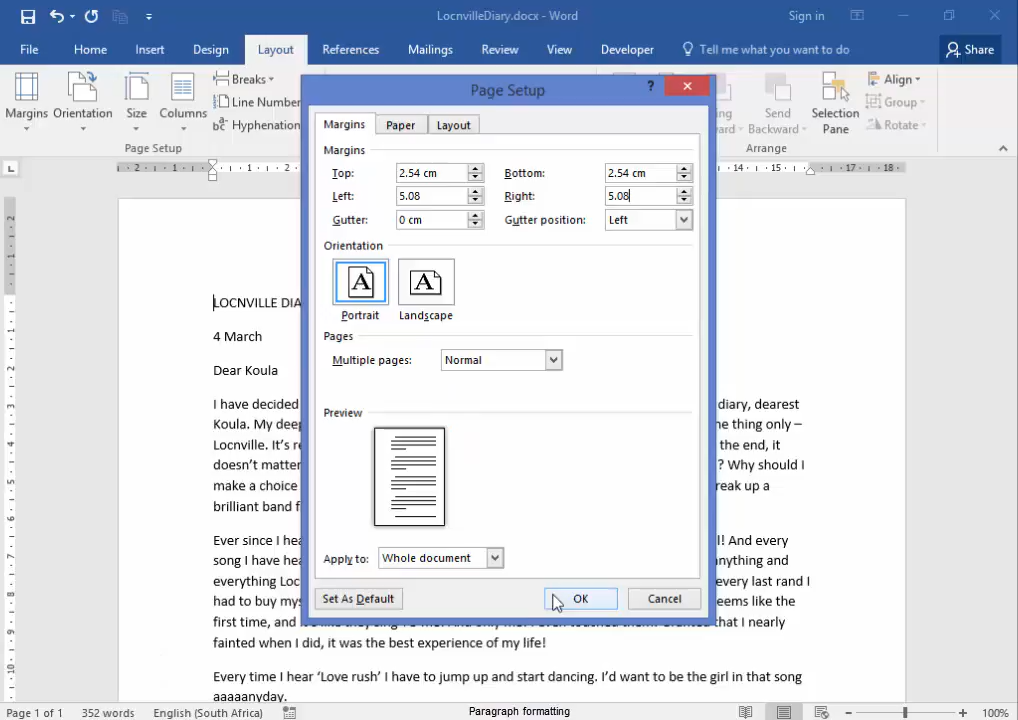 LocnvilleDiary.docx - Word
Sign in
File Home Insert Design Layout References Mailings Review View Developer Tell me what you want to do Share
Margins Orientation Size Columns
Breaks
Line Number
Hyphenation
Page Setup
Send
Backward
Selection
Pane
Align
Group
Rotate
Arrange
Page Setup
Margins Paper Layout
Margins
Top: 2.54 cm Bottom: 2.54 cm
Left: 5.08 Right: 5.08
Gutter: 0 cm Gutter position: Left
Orientation
Portrait Landscape
Pages
Multiple pages: Normal
Preview
Apply to: Whole document
Set As Default OK Cancel
LOCNVILLE DIA
4 March
Dear Koula
I have decided diary, dearest
Koula. My deep thing only –
Locnville. It's the end, it
doesn't matter ? Why should I
make a choice reak up a
brilliant band
Ever since I hea ! And every
song I have hea anything and
everything Loc every last rand I
had to buy mys eems like the
first time, and that I nearly
fainted when I did, it was the best experience of my life!
Every time I hear 'Love rush' I have to jump up and start dancing. I'd want to be the girl in that song
aaaaanyday.
Page 1 of 1 352 words English (South Africa) Paragraph formatting 100%